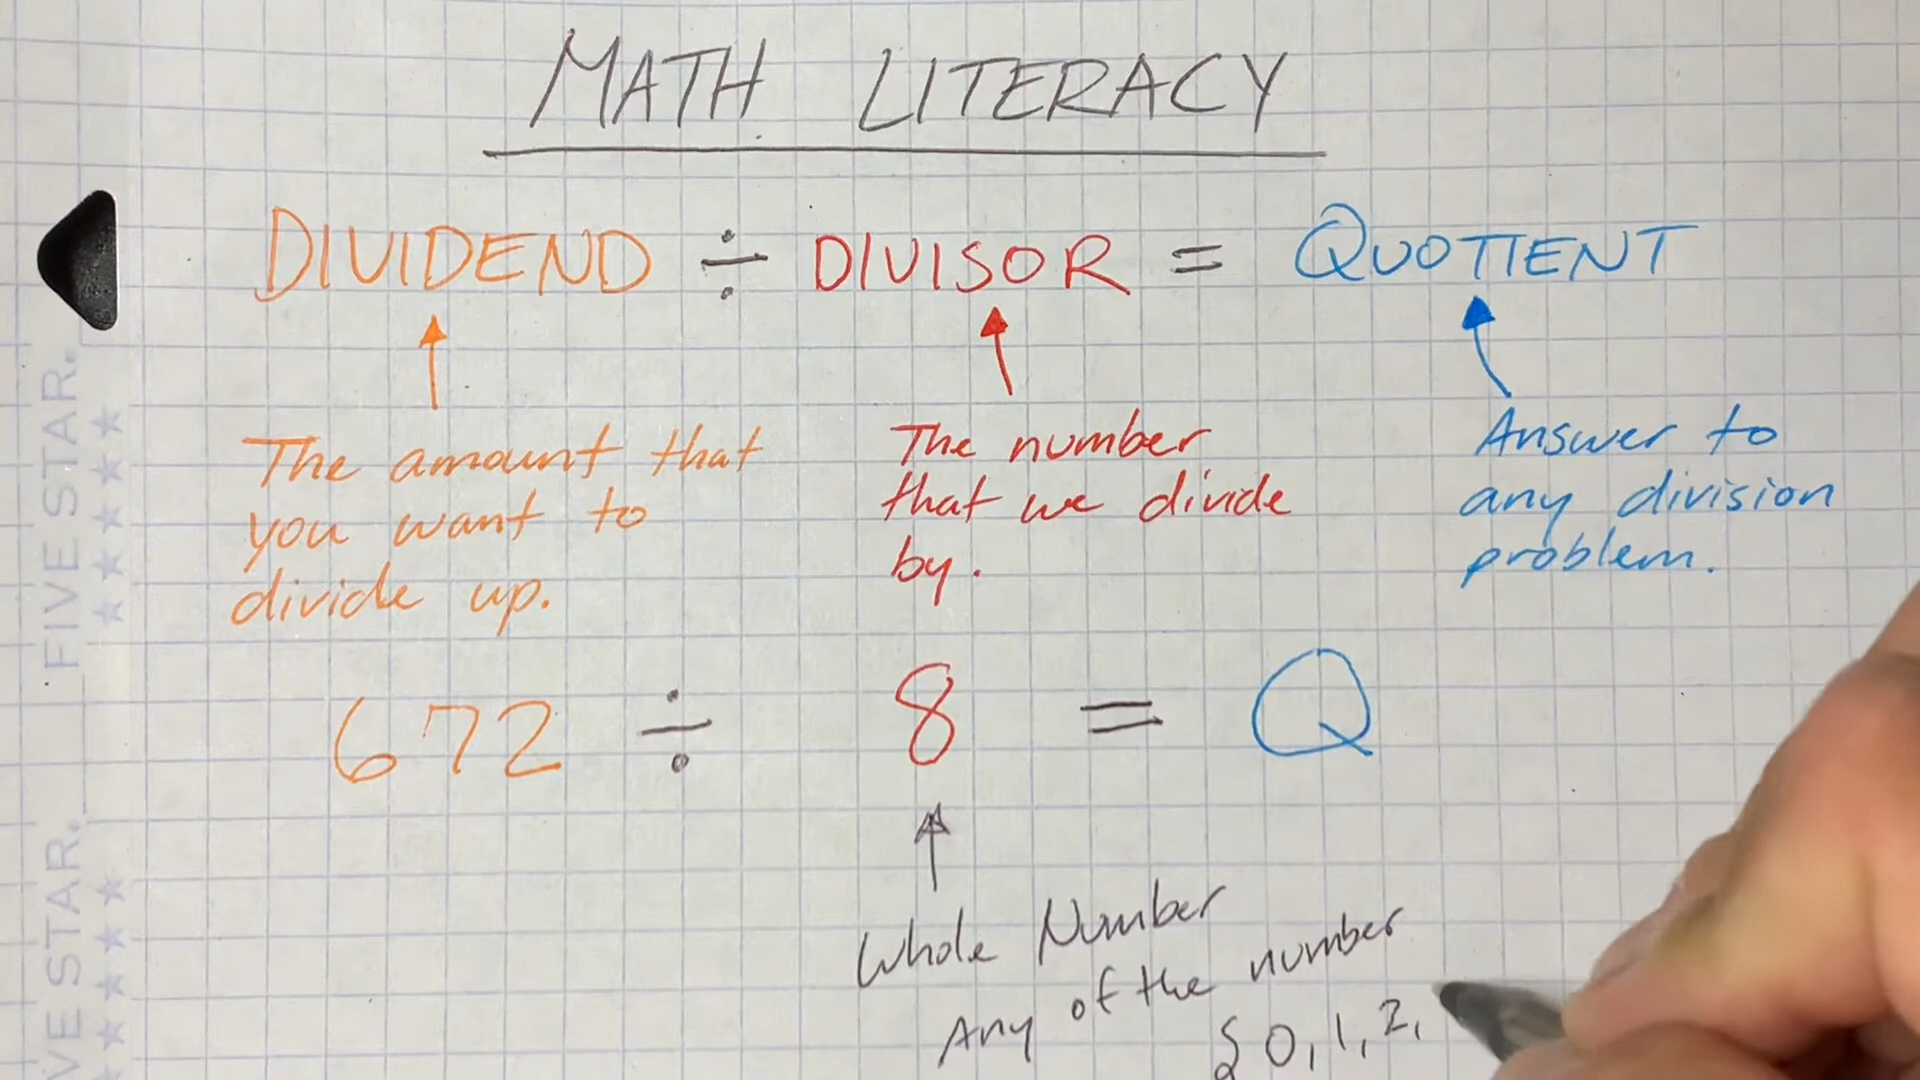 MATH LITERACY
DIVIDEND ÷ DIVISOR = QUOTIENT
The amount that
you want to
divide up.
The number
that we divide
by.
Answer to
any division
problem.
672 ÷ 8 = Q
Whole Number
Any of the number
{ 0, 1, 2,
FIVE STAR.
VE STAR.